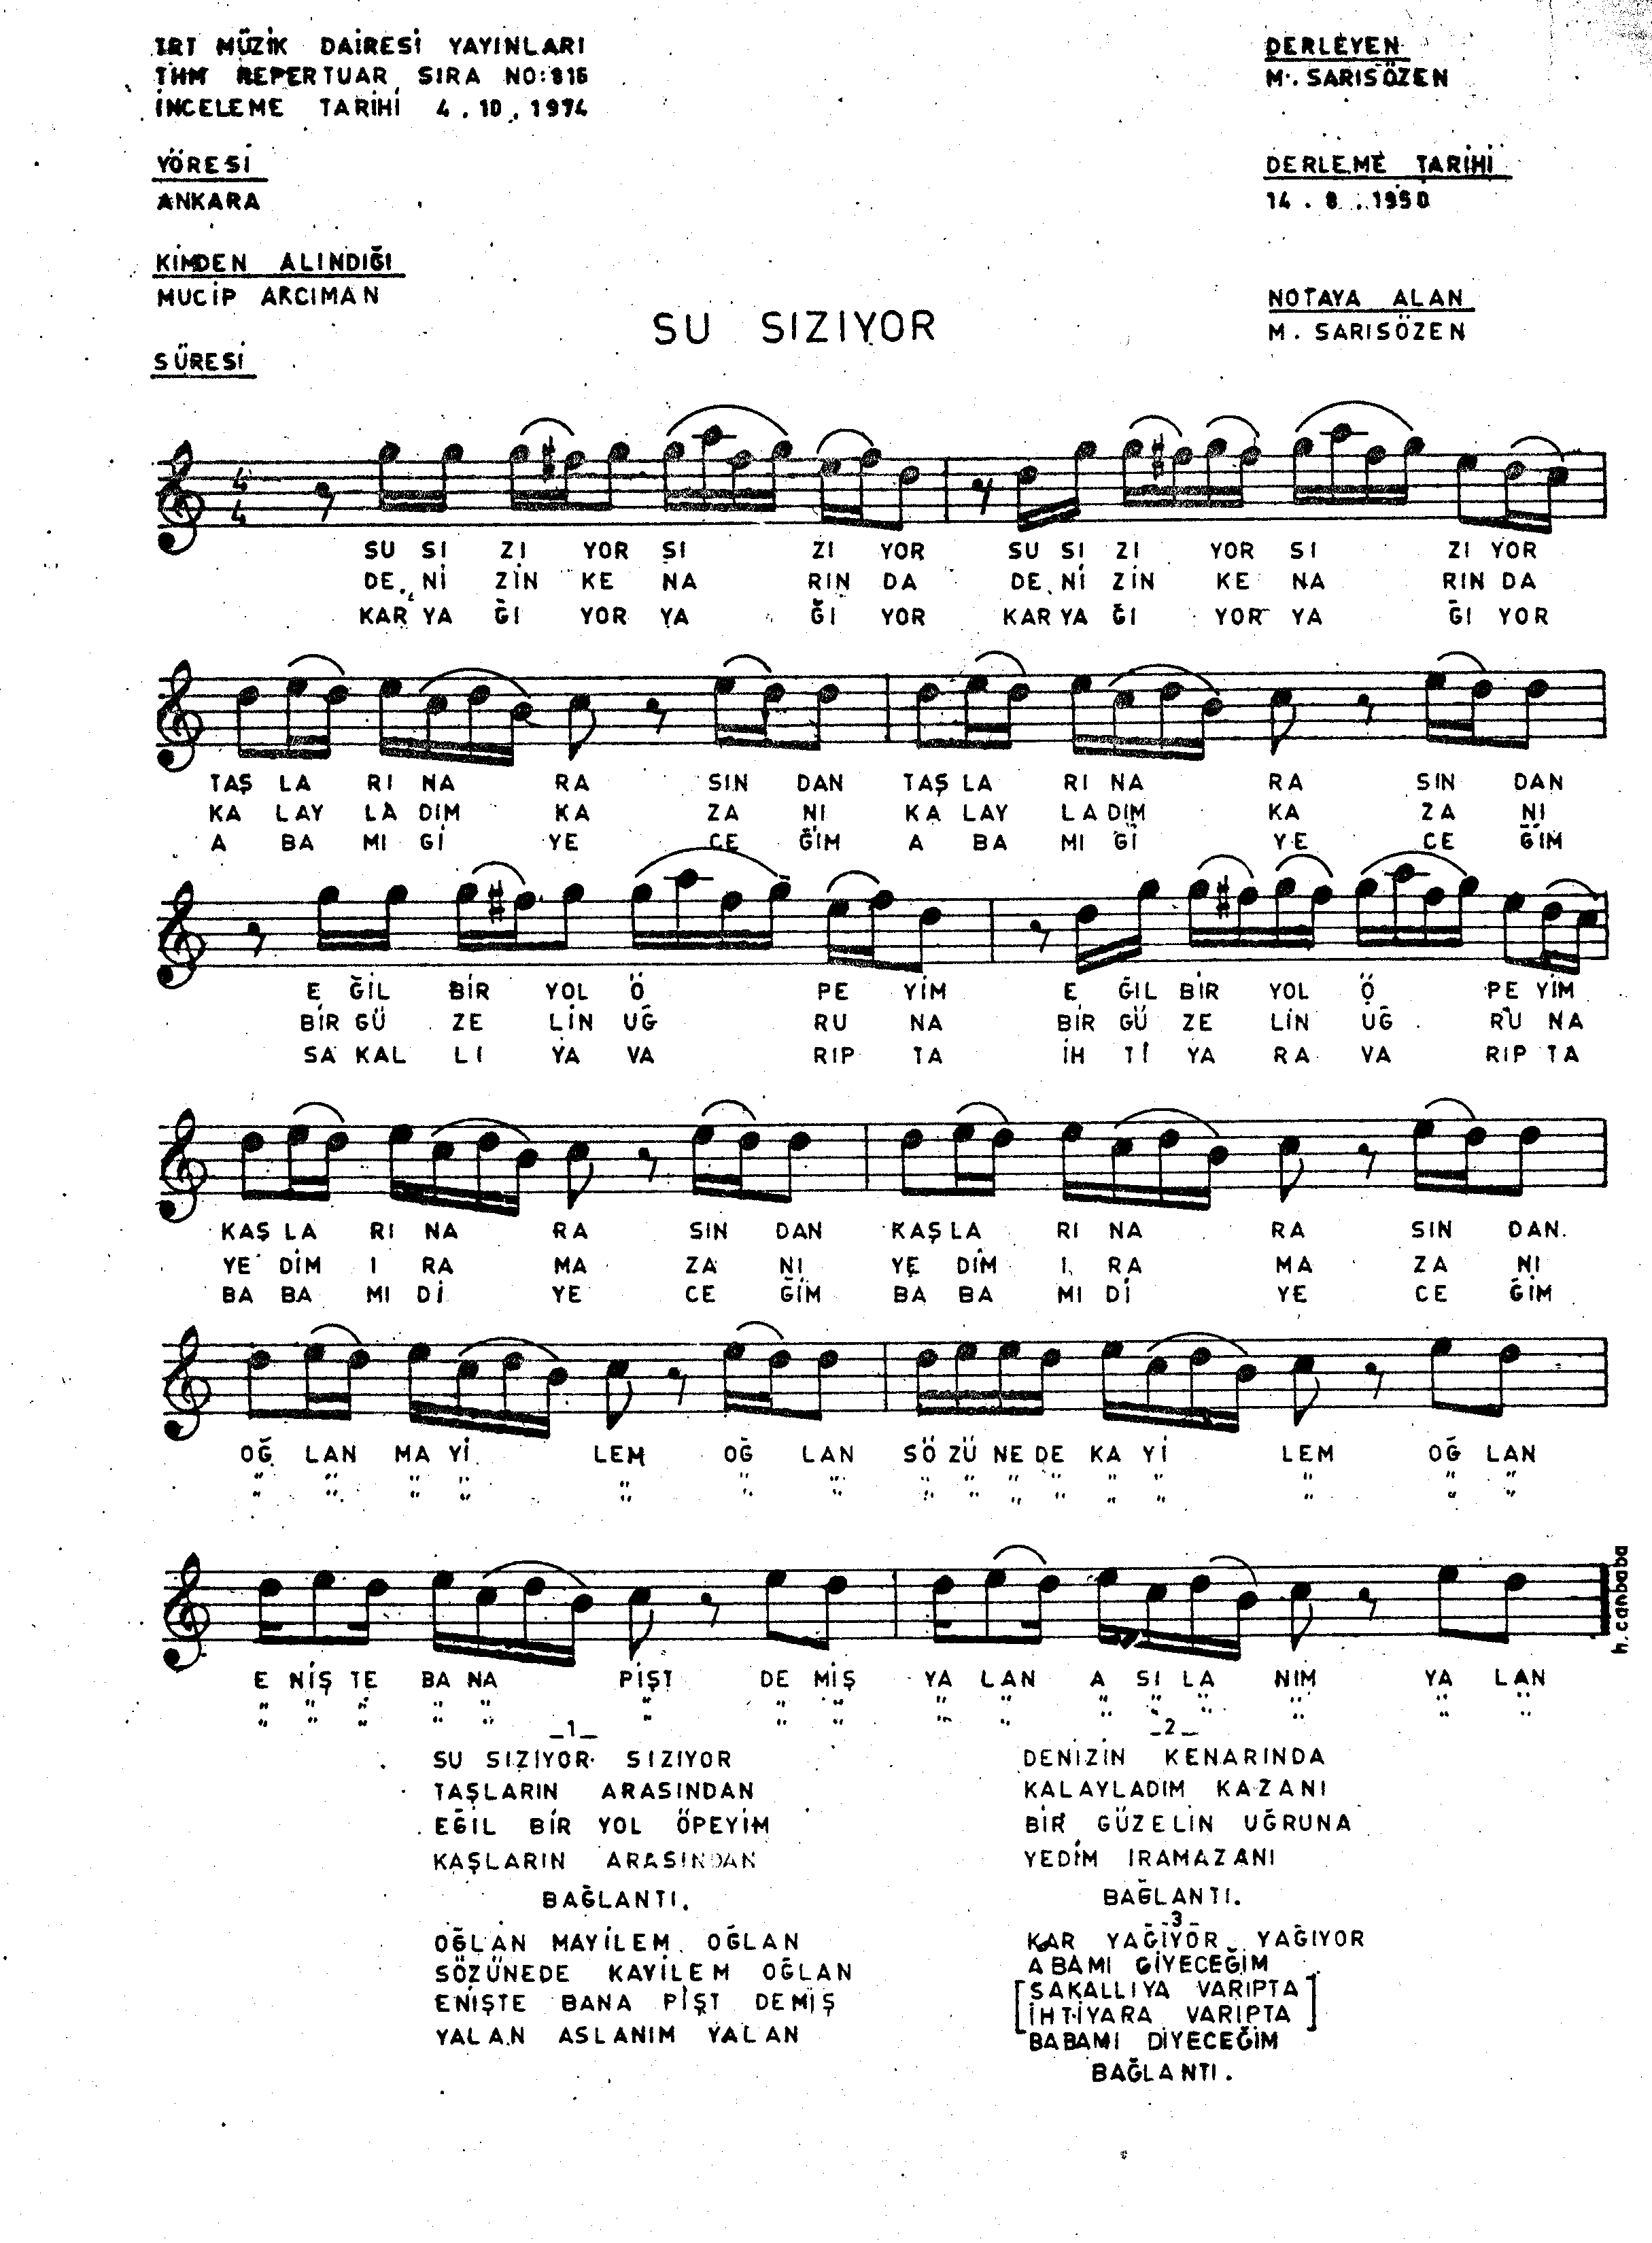 TRT MÜZİK DAİRESİ YAYINLARI
THM REPERTUAR SIRA NO: 816
İNCELEME TARİHİ 4.10.1974
DERLEYEN
M. SARISÖZEN
YÖRESİ
ANKARA
DERLEME TARİHİ
14.8.1950
KİMDEN ALINDIĞI
MUCİP ARCIMAN
NOTAYA ALAN
M. SARISÖZEN
SU SIZIYOR
SÜRESİ
4
4
SU SI ZI YOR SI ZI YOR SU SI ZI YOR SI ZI YOR
DE Nİ ZİN KE NA RIN DA DE Nİ ZİN KE NA RIN DA
KAR YA ĞI YOR YA ĞI YOR KAR YA ĞI YOR YA ĞI YOR
TAŞ LA RI NA RA SIN DAN TAŞ LA RI NA RA SIN DAN
KA LAY LA DIM KA ZA NI KA LAY LA DIM KA ZA NI
A BA MI Gİ YE CE ĞİM A BA MI Gİ YE CE ĞİM
E ĞİL BİR YOL Ö PE YİM E ĞİL BİR YOL Ö PE YİM
BİR GÜ ZE LİN UĞ RU NA BİR GÜ ZE LİN UĞ RU NA
SA KAL LI YA VA RIP TA İH Tİ YA RA VA RIP TA
KAŞ LA RI NA RA SIN DAN KAŞ LA RI NA RA SIN DAN.
YE DİM I RA MA ZA NI YE DİM I RA MA ZA NI
BA BA MI Dİ YE CE ĞİM BA BA MI Dİ YE CE ĞİM
OĞ LAN MA Yİ LEM OĞ LAN SÖ ZÜ NE DE KA Yİ LEM OĞ LAN
" " " " " " " " " " " " " " " "
" " " " " " " " " " " " " " " "
h.canbaba
E NİŞ TE BA NA PİŞT DE MİŞ YA LAN A SI LA NIM YA LAN
" " " " " " " " " " " " " " " "
" " " " " " " " " " " " " " " "
_1_
SU SIZIYOR SIZIYOR
TAŞLARIN ARASINDAN
EĞİL BİR YOL ÖPEYİM
KAŞLARIN ARASINDAN
BAĞLANTI.
OĞLAN MAYİLEM OĞLAN
SÖZÜNEDE KAYİLEM OĞLAN
ENİŞTE BANA PİŞT DEMİŞ
YALAN ASLANIM YALAN
_2_
DENİZİN KENARINDA
KALAYLADIM KAZANI
BİR GÜZELİN UĞRUNA
YEDİM IRAMAZANI
BAĞLANTI.
_3_
KAR YAĞIYOR YAĞIYOR
ABAMI GİYECEĞİM
[SAKALLIYA VARIPTA]
[İHTİYARA VARIPTA]
BABAMI DİYECEĞİM
BAĞLANTI.